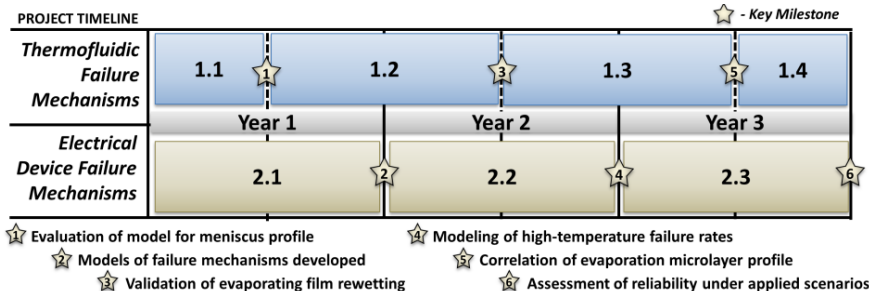 PROJECT TIMELINE
- Key Milestone
Thermofluidic
Failure
Mechanisms
1.1
1
1.2
3
1.3
5
1.4
Year 1
Year 2
Year 3
Electrical
Device Failure
Mechanisms
2.1
2
2.2
4
2.3
6
1 Evaluation of model for meniscus profile
2 Models of failure mechanisms developed
3 Validation of evaporating film rewetting
4 Modeling of high-temperature failure rates
5 Correlation of evaporation microlayer profile
6 Assessment of reliability under applied scenarios